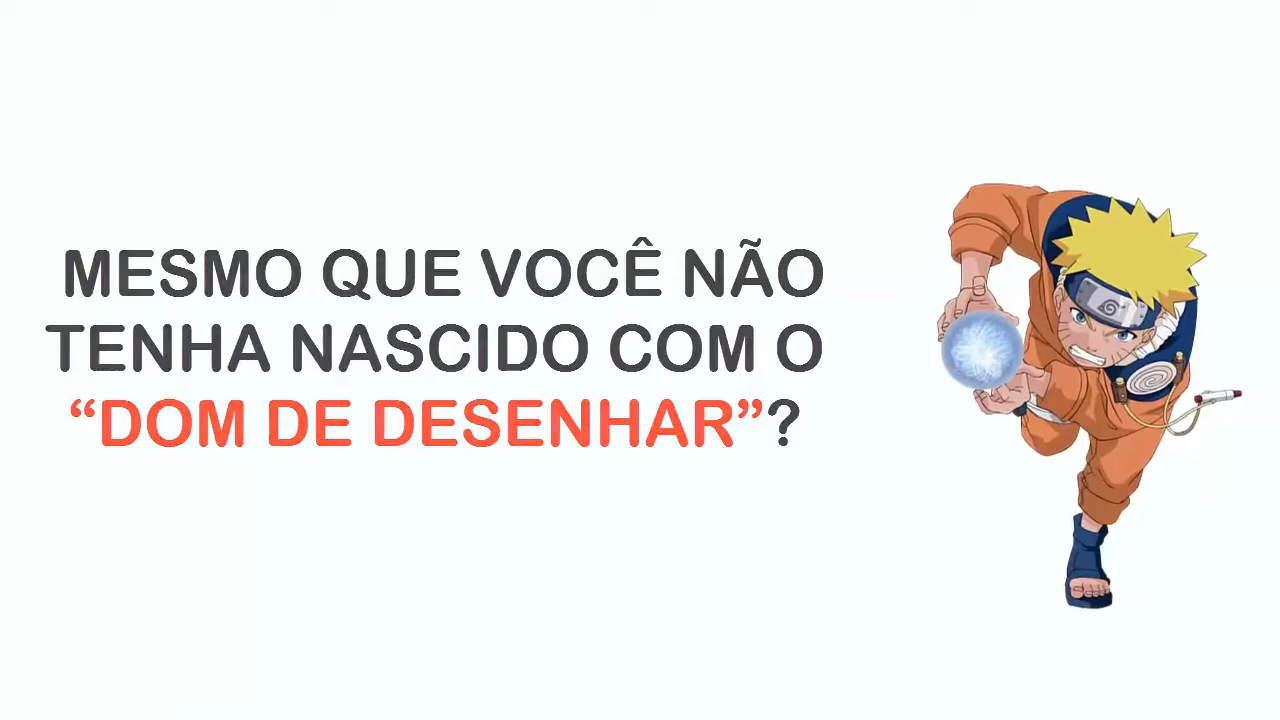 MESMO QUE VOCÊ NÃO
TENHA NASCIDO COM O
“DOM DE DESENHAR”?